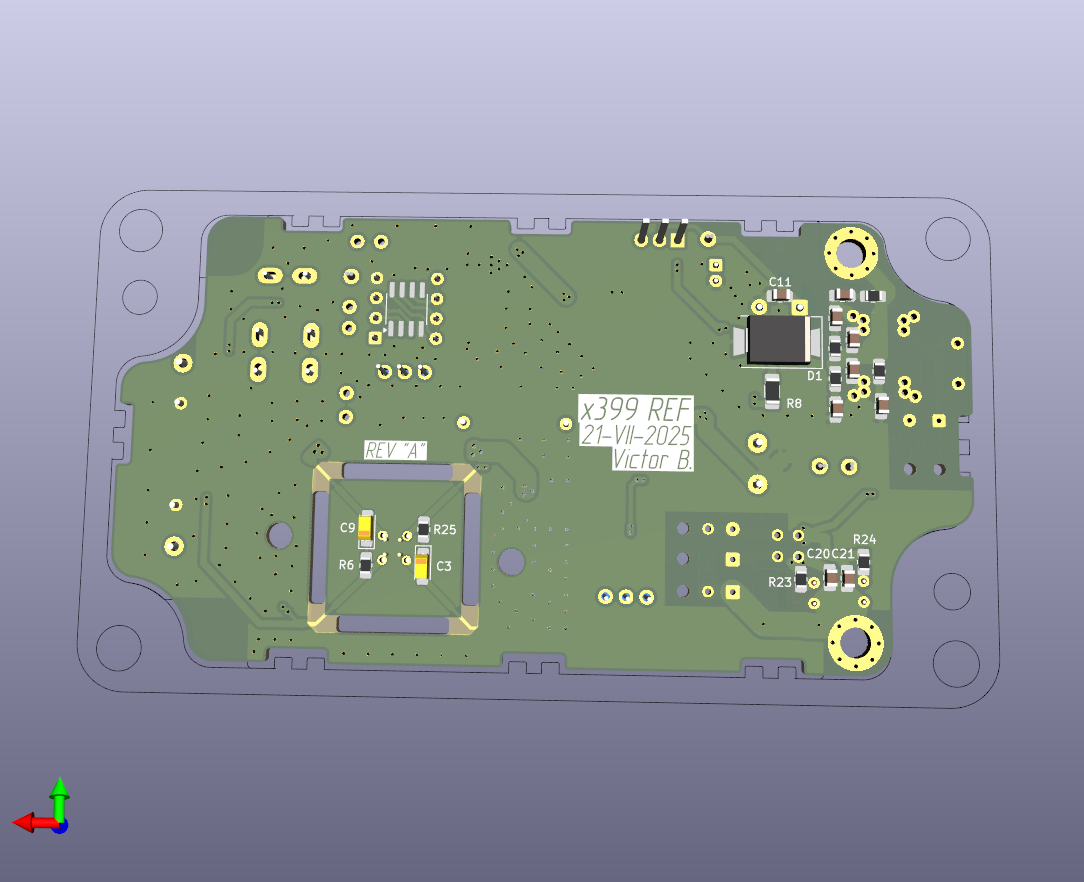 C11
D1
R8
x399 REF
21-VII-2025
Victor B.
REV "A"
C9
R25
R6
C3
R24
C20 C21
R23